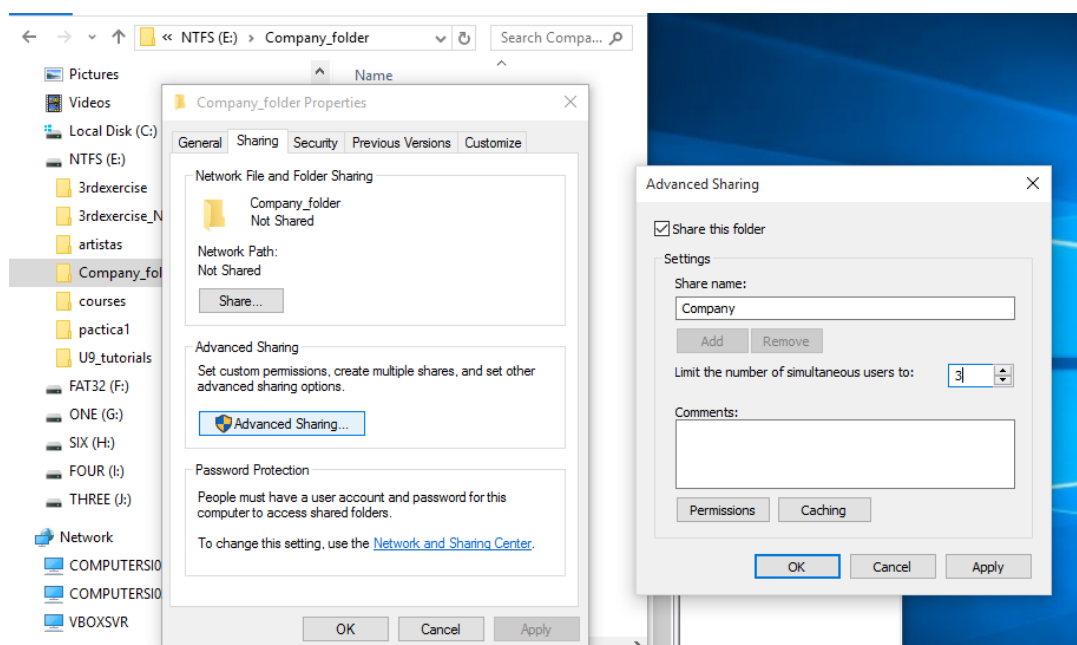 « NTFS (E:) › Company_folder
Search Compa...
Pictures
Videos
Local Disk (C:)
NTFS (E:)
3rdexercise
3rdexercise_N
artistas
Company_fol
courses
pactica1
U9_tutorials
FAT32 (F:)
ONE (G:)
SIX (H:)
FOUR (I:)
THREE (J:)
Network
COMPUTERSI0
COMPUTERSI0
VBOXSVR
Name
Company_folder Properties
General Sharing Security Previous Versions Customize
Network File and Folder Sharing
Company_folder
Not Shared
Network Path:
Not Shared
Share...
Advanced Sharing
Set custom permissions, create multiple shares, and set other
advanced sharing options.
Advanced Sharing...
Password Protection
People must have a user account and password for this
computer to access shared folders.
To change this setting, use the Network and Sharing Center.
OK Cancel Apply
Advanced Sharing
Share this folder
Settings
Share name:
Company
Add Remove
Limit the number of simultaneous users to: 3
Comments:
Permissions Caching
OK Cancel Apply